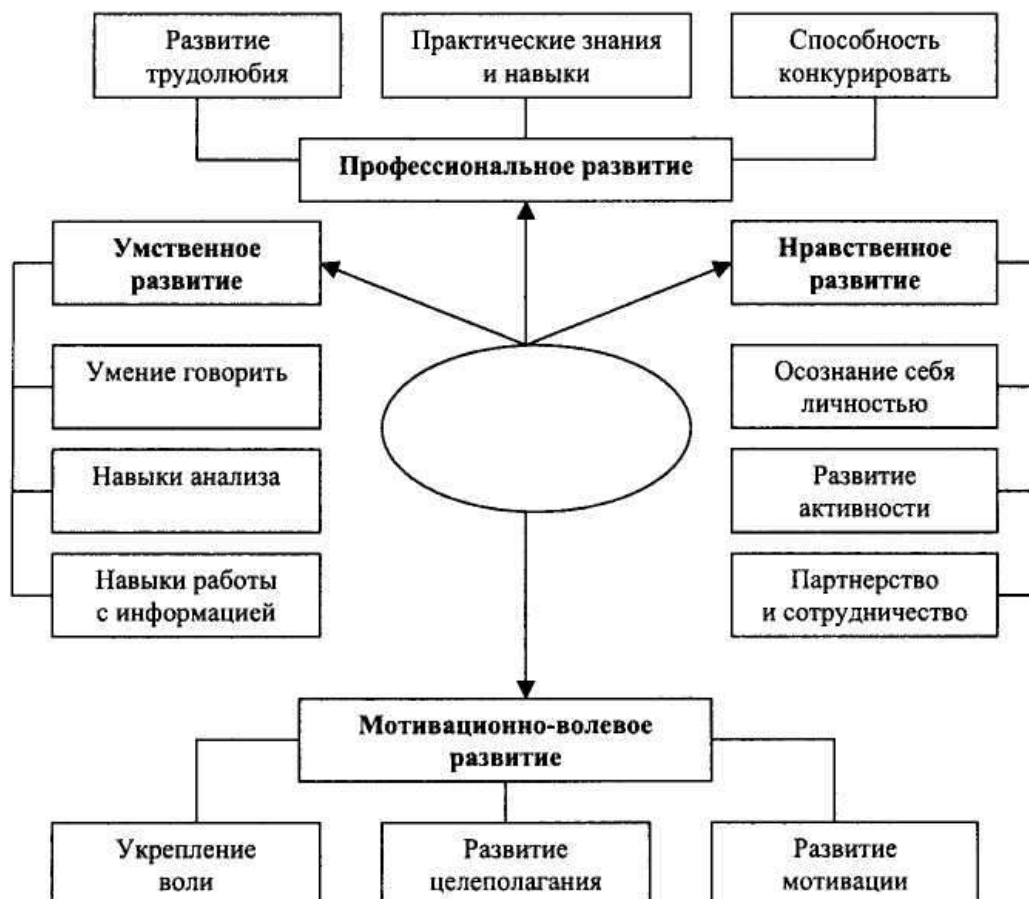 Развитие
трудолюбия
Практические знания
и навыки
Способность
конкурировать
Профессиональное развитие
Умственное
развитие
Нравственное
развитие
Умение говорить
Осознание себя
личностью
Навыки анализа
Развитие
активности
Навыки работы
с информацией
Партнерство
и сотрудничество
Мотивационно-волевое
развитие
Укрепление
воли
Развитие
целеполагания
Развитие
мотивации